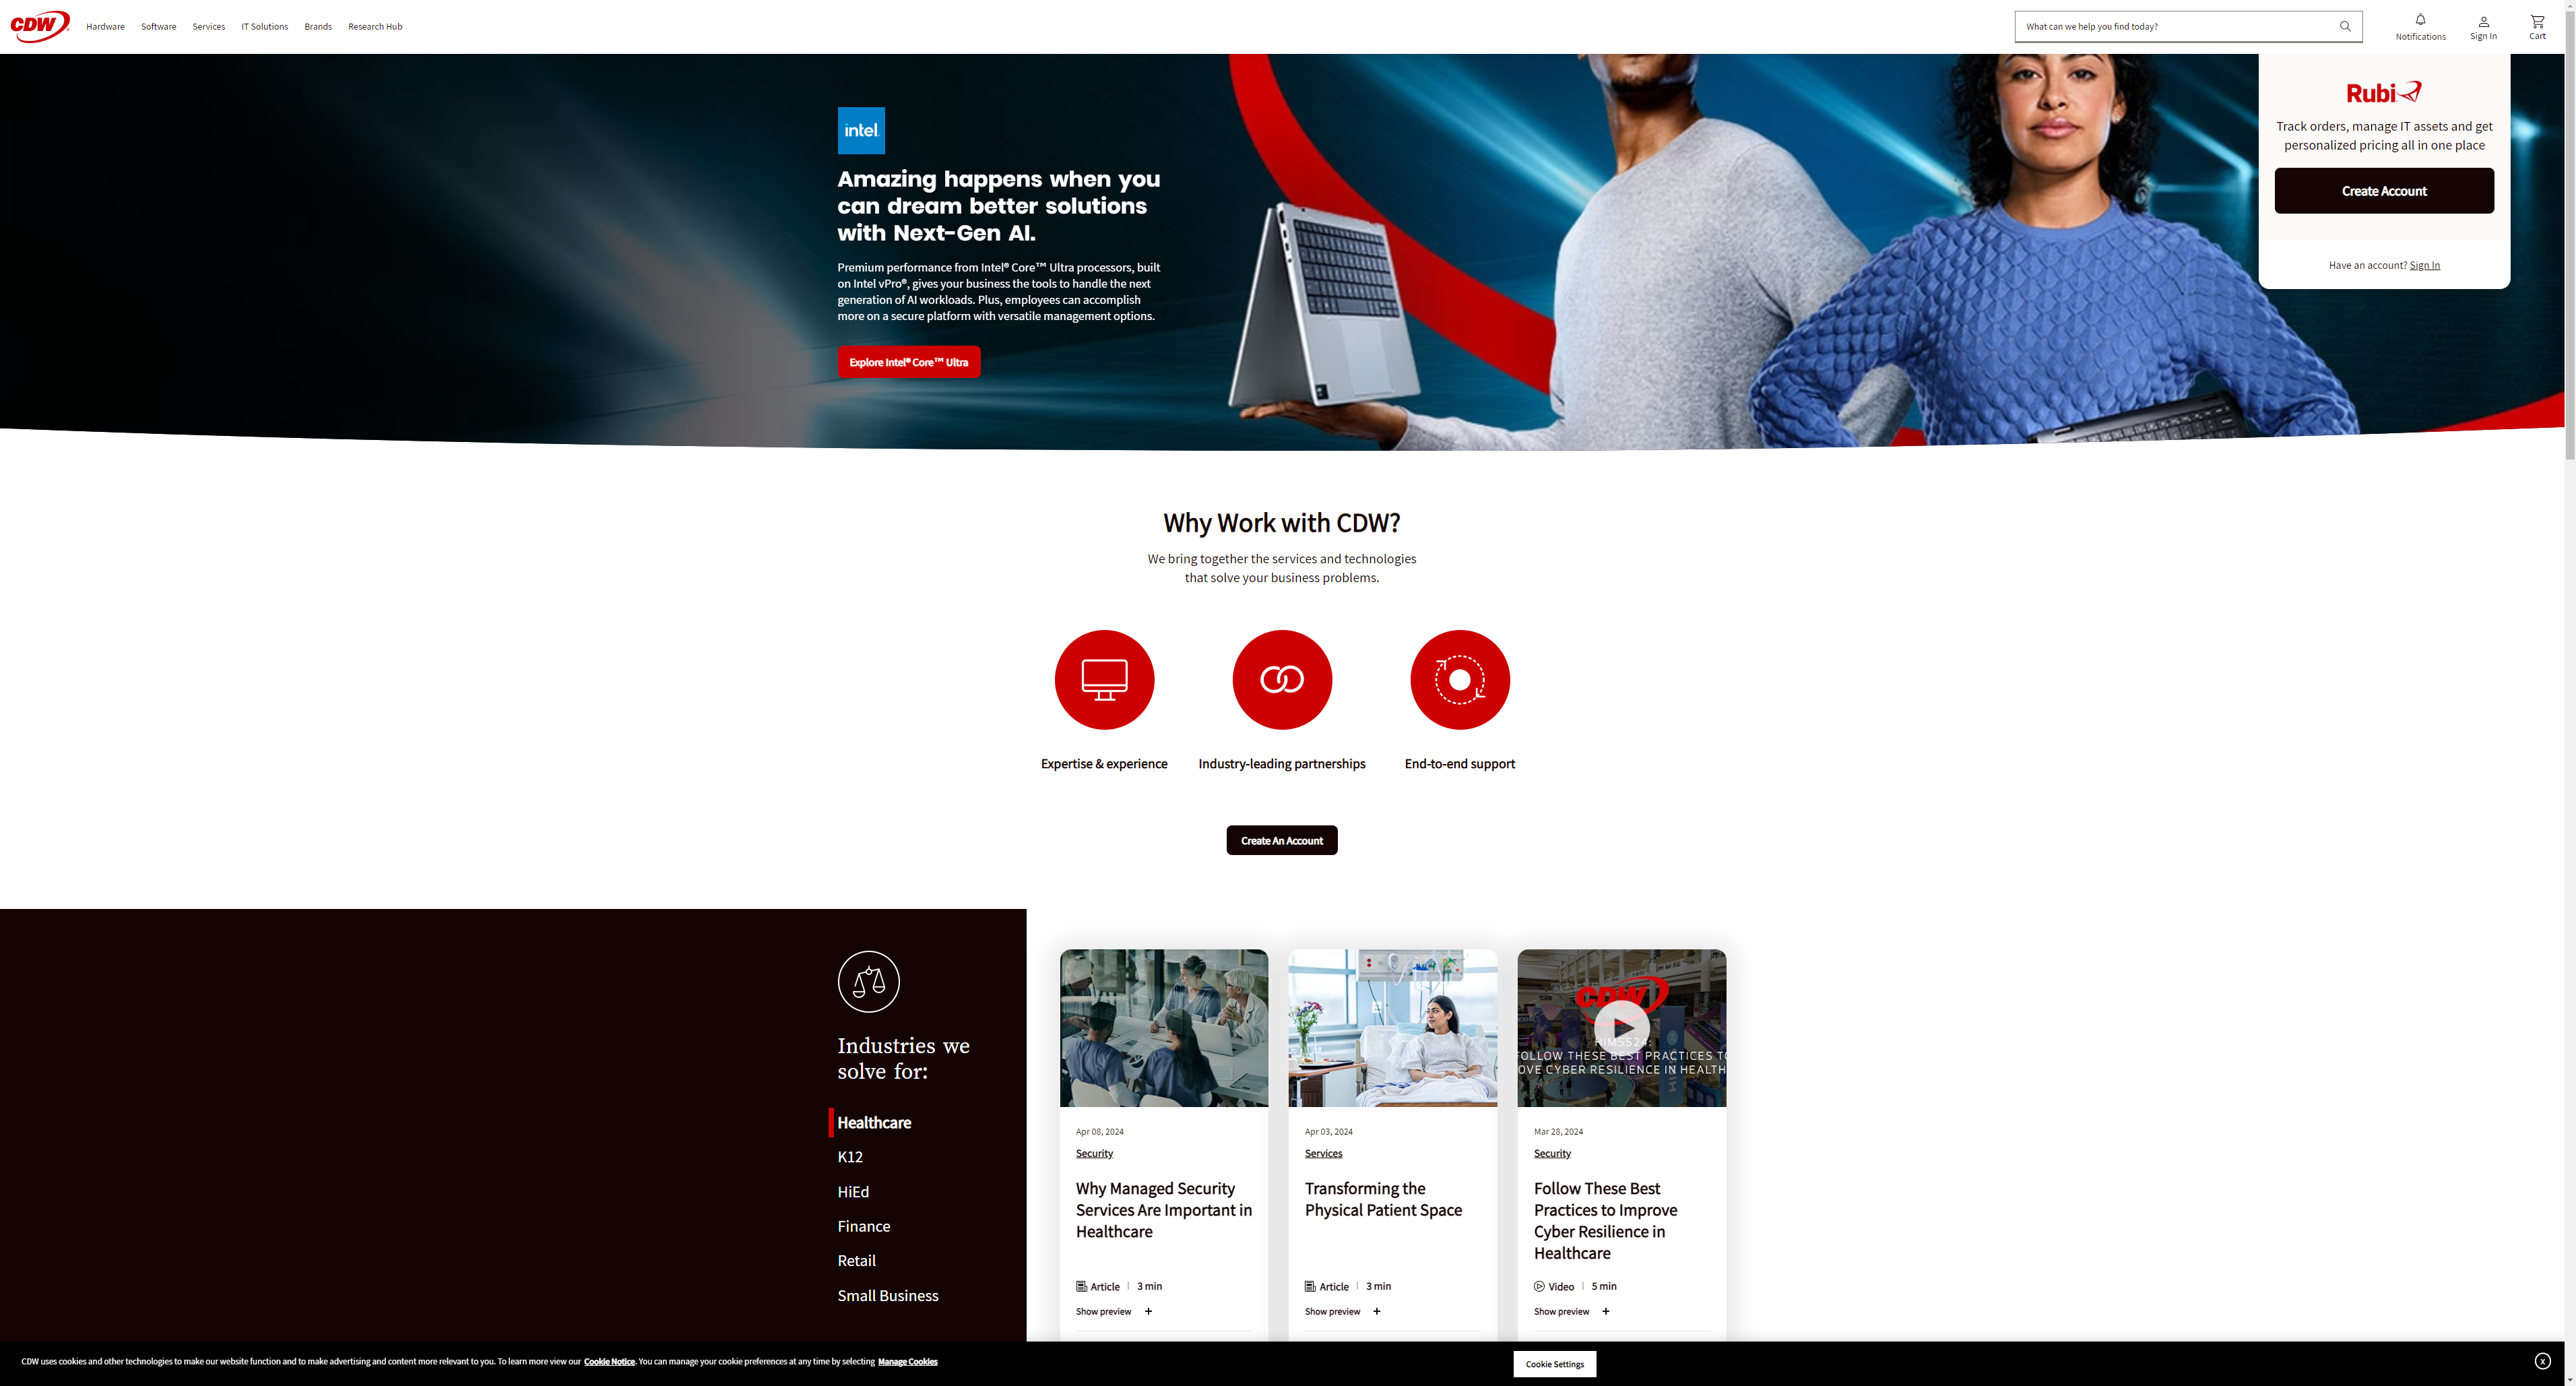 CDW
Hardware
Software
Services
IT Solutions
Brands
Research Hub
What can we help you find today?
Notifications
Sign In
Cart
intel.
Amazing happens when you
can dream better solutions
with Next-Gen AI.
Premium performance from Intel® Core™ Ultra processors, built
on Intel vPro®, gives your business the tools to handle the next
generation of AI workloads. Plus, employees can accomplish
more on a secure platform with versatile management options.
Explore Intel® Core™ Ultra
Rubi
Track orders, manage IT assets and get
personalized pricing all in one place
Create Account
Have an account? Sign In
Why Work with CDW?
We bring together the services and technologies
that solve your business problems.
Expertise & experience
Industry-leading partnerships
End-to-end support
Create An Account
Industries we
solve for:
Healthcare
K12
HiEd
Finance
Retail
Small Business
Apr 08, 2024
Security
Why Managed Security
Services Are Important in
Healthcare
Article | 3 min
Show preview +
Apr 03, 2024
Services
Transforming the
Physical Patient Space
Article | 3 min
Show preview +
CDW
HIMSS24:
FOLLOW THESE BEST PRACTICES TO
OVE CYBER RESILIENCE IN HEALTH
Mar 28, 2024
Security
Follow These Best
Practices to Improve
Cyber Resilience in
Healthcare
Video | 5 min
Show preview +
CDW uses cookies and other technologies to make our website function and to make advertising and content more relevant to you. To learn more view our Cookie Notice. You can manage your cookie preferences at any time by selecting Manage Cookies
Cookie Settings
X